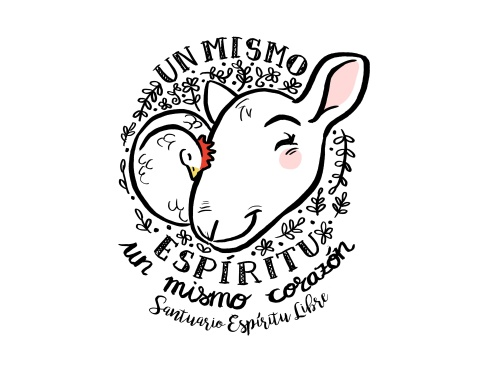 UN MISMO
ESPÍRITU
un mismo corazón
Santuario Espíritu Libre